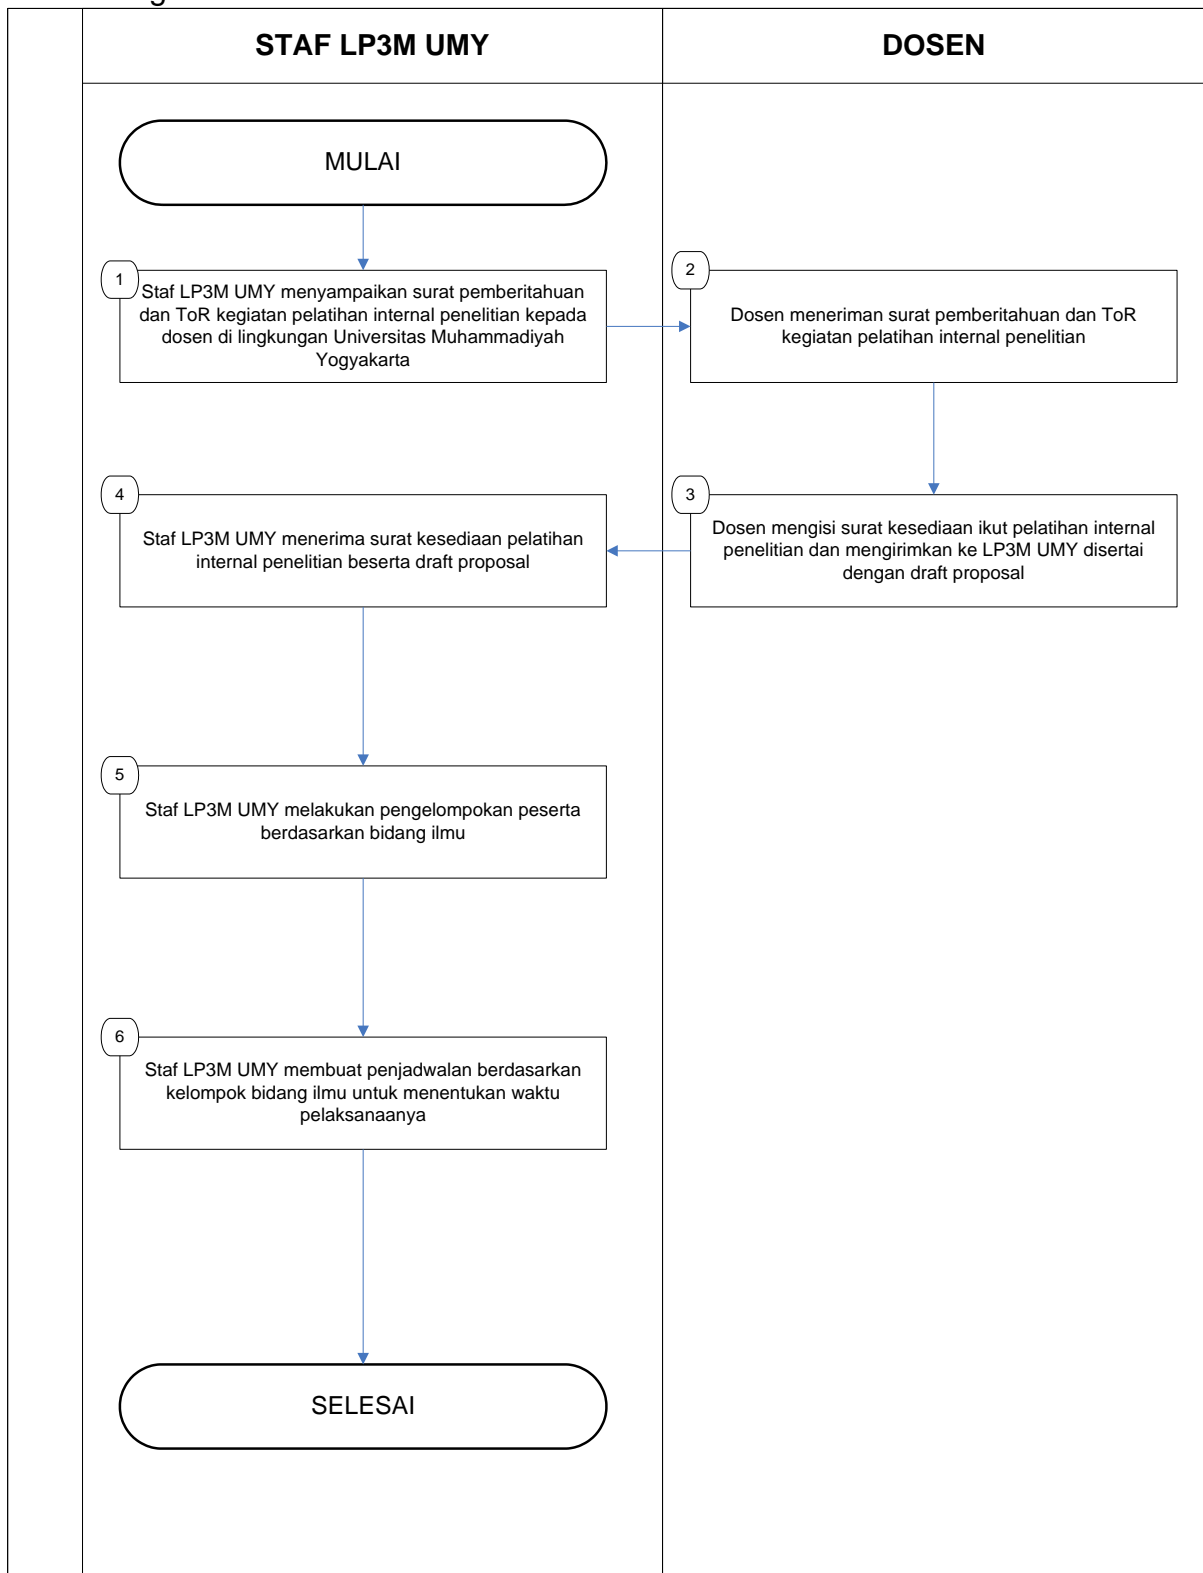 STAF LP3M UMY
DOSEN
MULAI
1
Staf LP3M UMY menyampaikan surat pemberitahuan
dan ToR kegiatan pelatihan internal penelitian kepada
dosen di lingkungan Universitas Muhammadiyah
Yogyakarta
2
Dosen meneriman surat pemberitahuan dan ToR
kegiatan pelatihan internal penelitian
3
Dosen mengisi surat kesediaan ikut pelatihan internal
penelitian dan mengirimkan ke LP3M UMY disertai
dengan draft proposal
4
Staf LP3M UMY menerima surat kesediaan pelatihan
internal penelitian beserta draft proposal
5
Staf LP3M UMY melakukan pengelompokan peserta
berdasarkan bidang ilmu
6
Staf LP3M UMY membuat penjadwalan berdasarkan
kelompok bidang ilmu untuk menentukan waktu
pelaksanaanya
SELESAI